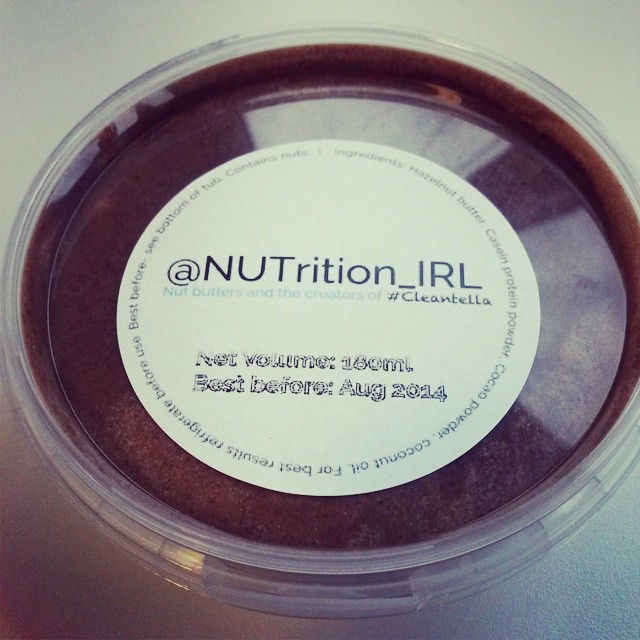 @NUTrition_IRL
Nut butters and the creators of #Cleantella
Net Volume: 180ml
Best before: Aug 2014
Best before- see bottom of tub. Contains nuts. | Ingredients: Hazelnut butter. Casein protein powder. Cocao powder. coconut oil. For best results refrigerate before use.